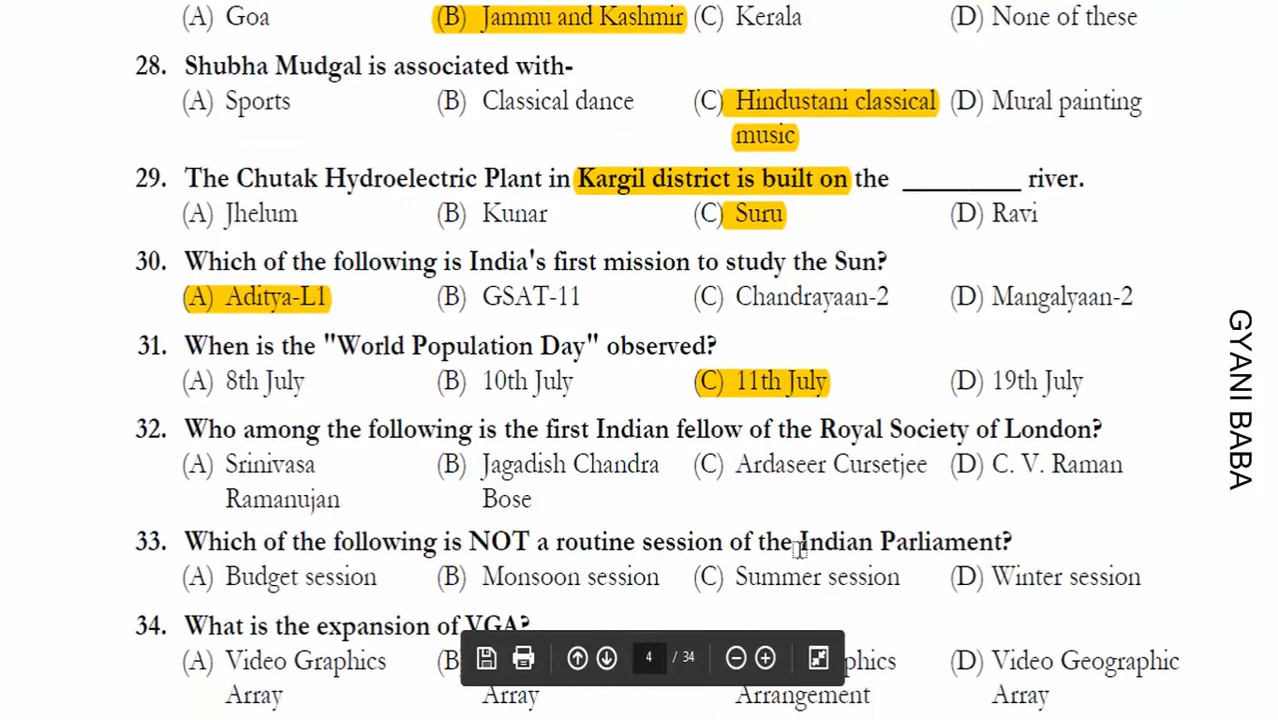 (A) Goa (B) Jammu and Kashmir (C) Kerala (D) None of these
28. Shubha Mudgal is associated with-
(A) Sports (B) Classical dance (C) Hindustani classical (D) Mural painting
music
29. The Chutak Hydroelectric Plant in Kargil district is built on the ________ river.
(A) Jhelum (B) Kunar (C) Suru (D) Ravi
30. Which of the following is India's first mission to study the Sun?
(A) Aditya-L1 (B) GSAT-11 (C) Chandrayaan-2 (D) Mangalyaan-2
31. When is the "World Population Day" observed?
(A) 8th July (B) 10th July (C) 11th July (D) 19th July
32. Who among the following is the first Indian fellow of the Royal Society of London?
(A) Srinivasa (B) Jagadish Chandra (C) Ardaseer Cursetjee (D) C. V. Raman
Ramanujan Bose
33. Which of the following is NOT a routine session of the Indian Parliament?
(A) Budget session (B) Monsoon session (C) Summer session (D) Winter session
34. What is the expansion of VGA?
(A) Video Graphics (B phics (D) Video Geographic
Array Array Arrangement Array
4 / 34
GYANI BABA